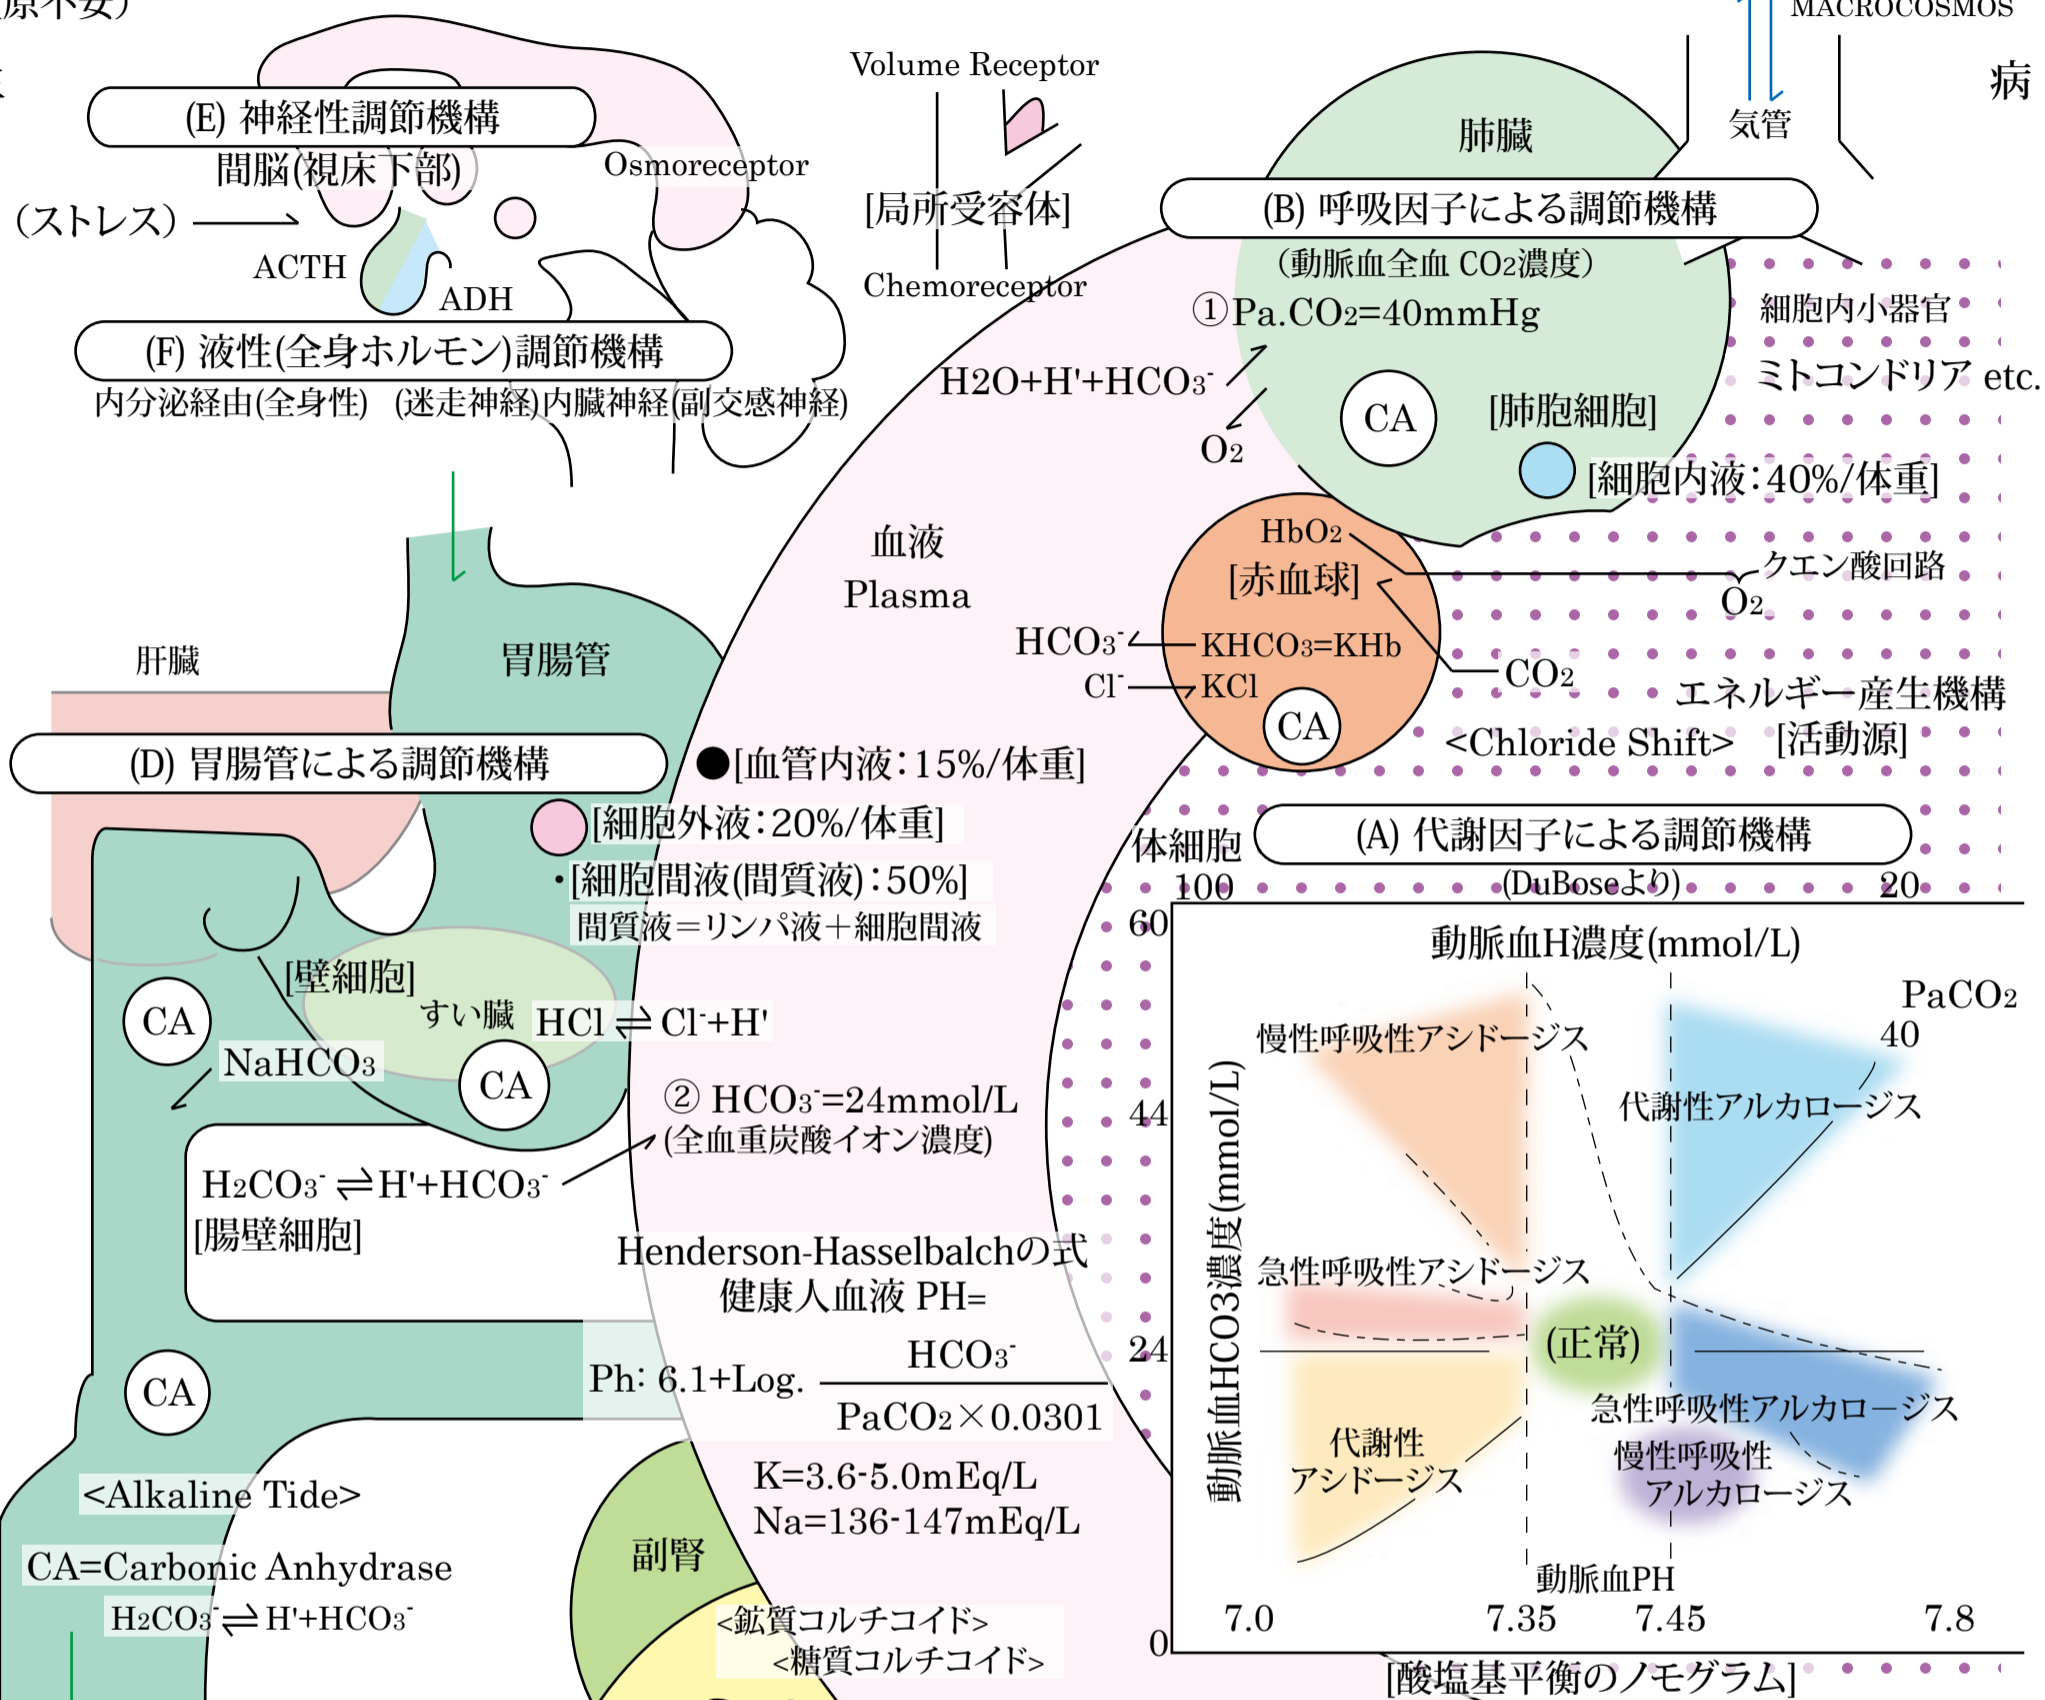 原不安）
MACROCOSMOS
病
(E) 神経性調節機構
間脳(視床下部)
（ストレス）
ACTH
ADH
Osmoreceptor
(F) 液性(全身ホルモン)調節機構
内分泌経由(全身性)
(迷走神経)内臓神経(副交感神経)
Volume Receptor
[局所受容体]
Chemoreceptor
肺臓
気管
(B) 呼吸因子による調節機構
（動脈血全血 CO2濃度）
①Pa.CO2=40mmHg
H2O+H'+HCO3-
O2
CA
[肺胞細胞]
[細胞内液：40%/体重]
細胞内小器官
ミトコンドリア etc.
血液
Plasma
HbO2
[赤血球]
クエン酸回路
O2
HCO3-
KHCO3=KHb
Cl-
KCl
CA
CO2
エネルギー産生機構
<Chloride Shift>
[活動源]
肝臓
胃腸管
(D) 胃腸管による調節機構
●[血管内液：15%/体重]
[細胞外液：20%/体重]
・[細胞間液(間質液)：50%]
間質液＝リンパ液＋細胞間液
[壁細胞]
すい臓
HCl⇌Cl-+H'
CA
CA
NaHCO3
② HCO3-=24mmol/L
(全血重炭酸イオン濃度)
H2CO3-⇌H'+HCO3-
[腸壁細胞]
Henderson-Hasselbalchの式
健康人血液 PH=
Ph: 6.1+Log.
HCO3-
PaCO2×0.0301
K=3.6-5.0mEq/L
Na=136-147mEq/L
CA
<Alkaline Tide>
CA=Carbonic Anhydrase
H2CO3-⇌H'+HCO3-
副腎
<鉱質コルチコイド>
<糖質コルチコイド>
体細胞
(A) 代謝因子による調節機構
(DuBoseより)
100
20
60
44
24
0
動脈血H濃度(mmol/L)
PaCO2
40
動脈血HCO3濃度(mmol/L)
慢性呼吸性アシドージス
代謝性アルカロージス
急性呼吸性アシドージス
(正常)
急性呼吸性アルカロージス
代謝性
アシドージス
慢性呼吸性
アルカロージス
動脈血PH
7.0
7.35
7.45
7.8
[酸塩基平衡のノモグラム]